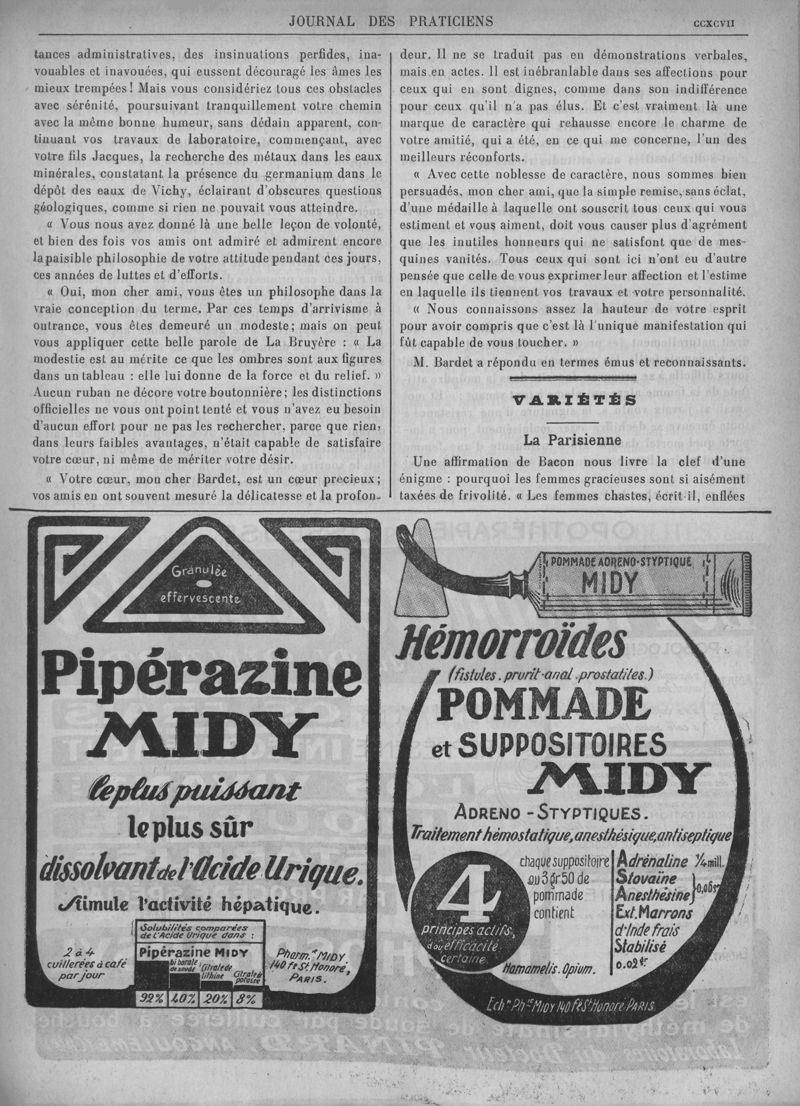 JOURNAL DES PRATICIENS
CCXCVII
tances administratives, des insinuations perfides, ina-
vouables et inavouées, qui eussent découragé les âmes les
mieux trempées ! Mais vous considériez tous ces obstacles
avec sérénité, poursuivant tranquillement votre chemin
avec la même bonne humeur, sans dédain apparent, con-
tinuant vos travaux de laboratoire, commençant, avec
votre fils Jacques, la recherche des métaux dans les eaux
minérales, constatant la présence du germanium dans le
dépôt des eaux de Vichy, éclairant d'obscures questions
géologiques, comme si rien ne pouvait vous atteindre.
« Vous nous avez donné là une belle leçon de volonté,
et bien des fois vos amis ont admiré et admirent encore
la paisible philosophie de votre attitude pendant ces jours,
ces années de luttes et d'efforts.
« Oui, mon cher ami, vous êtes un philosophe dans la
vraie conception du terme. Par ces temps d'arrivisme à
outrance, vous êtes demeuré un modeste; mais on peut
vous appliquer cette belle parole de La Bruyère : « La
modestie est au mérite ce que les ombres sont aux figures
dans un tableau : elle lui donne de la force et du relief. »
Aucun ruban ne décore votre boutonnière; les distinctions
officielles ne vous ont point tenté et vous n'avez eu besoin
d'aucun effort pour ne pas les rechercher, parce que rien,
dans leurs faibles avantages, n'était capable de satisfaire
votre cœur, ni même de mériter votre désir.
« Votre cœur, mon cher Bardet, est un cœur precieux;
vos amis en ont souvent mesuré la délicatesse et la profon-
deur. Il ne se traduit pas en démonstrations verbales,
mais en actes. Il est inébranlable dans ses affections pour
ceux qui en sont dignes, comme dans son indifférence
pour ceux qu'il n'a pas élus. Et c'est vraiment là une
marque de caractère qui rehausse encore le charme de
votre amitié, qui a été, en ce qui me concerne, l'un des
meilleurs réconforts.
« Avec cette noblesse de caractère, nous sommes bien
persuadés, mon cher ami, que la simple remise, sans éclat,
d'une médaille à laquelle ont souscrit tous ceux qui vous
estiment et vous aiment, doit vous causer plus d'agrément
que les inutiles honneurs qui ne satisfont que de mes-
quines vanités. Tous ceux qui sont ici n'ont eu d'autre
pensée que celle de vous exprimer leur affection et l'estime
en laquelle ils tiennent vos travaux et votre personnalité.
« Nous connaissons assez la hauteur de votre esprit
pour avoir compris que c'est là l'unique manifestation qui
fût capable de vous toucher. »
M. Bardet a répondu en termes émus et reconnaissants.
VARIÉTÉS
La Parisienne
Une affirmation de Bacon nous livre la clef d'une
énigme : pourquoi les femmes gracieuses sont si aisément
taxées de frivolité. « Les femmes chastes, écrit-il, enflées
Granulée
effervescente
Pipérazine
MIDY
le plus puissant
le plus sûr
dissolvant de l'Acide Urique.
Stimule l'activité hépatique.
2 à 4
cuillerées à café
par jour
Solubilités comparées
de l'Acide Urique dans :
Pipérazine MIDY
bi borate
de soude
Citrate de
lithine
Citrate
potasse
92% 40% 20% 8%
Pharm.ie MIDY.
140 fg St Honoré,
PARIS.
POMMADE ADRENO-STYPTIQUE
MIDY
Hémorroïdes
(fistules. prurit-anal. prostatites.)
POMMADE
et SUPPOSITOIRES
MIDY
ADRENO-STYPTIQUES.
Traitement hémostatique, anesthésique, antiseptique
4
principes actifs,
d'où efficacité
certaine.
chaque suppositoire
ou 3 gr 50 de
pommade
contient
Adrénaline 1/4 mill.
Stovaïne
Anesthésine
Ext. Marrons
d'Inde frais
Stabilisé
0.02 gr.
Hamamelis. Opium.
Ech.on Ph.ie MIDY 140 fg St Honoré PARIS